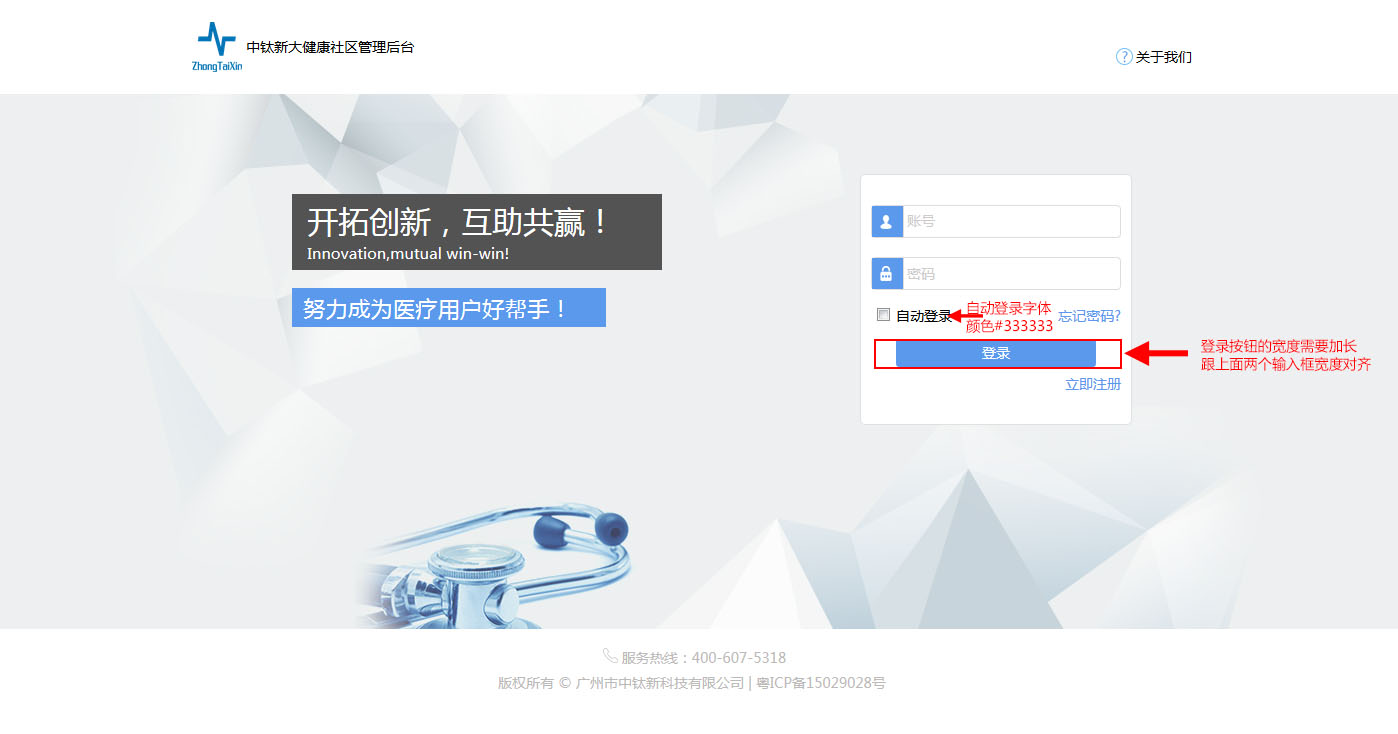 中钛新大健康社区管理后台
ZhongTaiXin
? 关于我们
开拓创新，互助共赢！
Innovation,mutual win-win!
努力成为医疗用户好帮手！
账号
密码
自动登录
自动登录字体
颜色#333333
忘记密码?
登录
登录按钮的宽度需要加长
跟上面两个输入框宽度对齐
立即注册
服务热线：400-607-5318
版权所有 © 广州市中钛新科技有限公司 | 粤ICP备15029028号